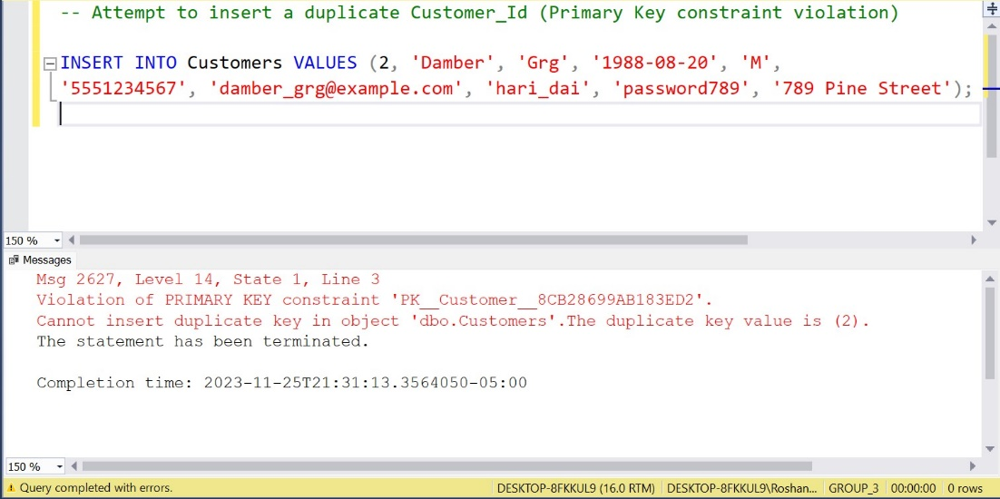 -- Attempt to insert a duplicate Customer_Id (Primary Key constraint violation)
INSERT INTO Customers VALUES (2, 'Damber', 'Grg', '1988-08-20', 'M',
'5551234567', 'damber_grg@example.com', 'hari_dai', 'password789', '789 Pine Street');
150 %
Messages
Msg 2627, Level 14, State 1, Line 3
Violation of PRIMARY KEY constraint 'PK__Customer__8CB28699AB183ED2'.
Cannot insert duplicate key in object 'dbo.Customers'.The duplicate key value is (2).
The statement has been terminated.
Completion time: 2023-11-25T21:31:13.3564050-05:00
150 %
Query completed with errors. DESKTOP-8FKKUL9 (16.0 RTM) DESKTOP-8FKKUL9\Roshan... GROUP_3 00:00:00 0 rows